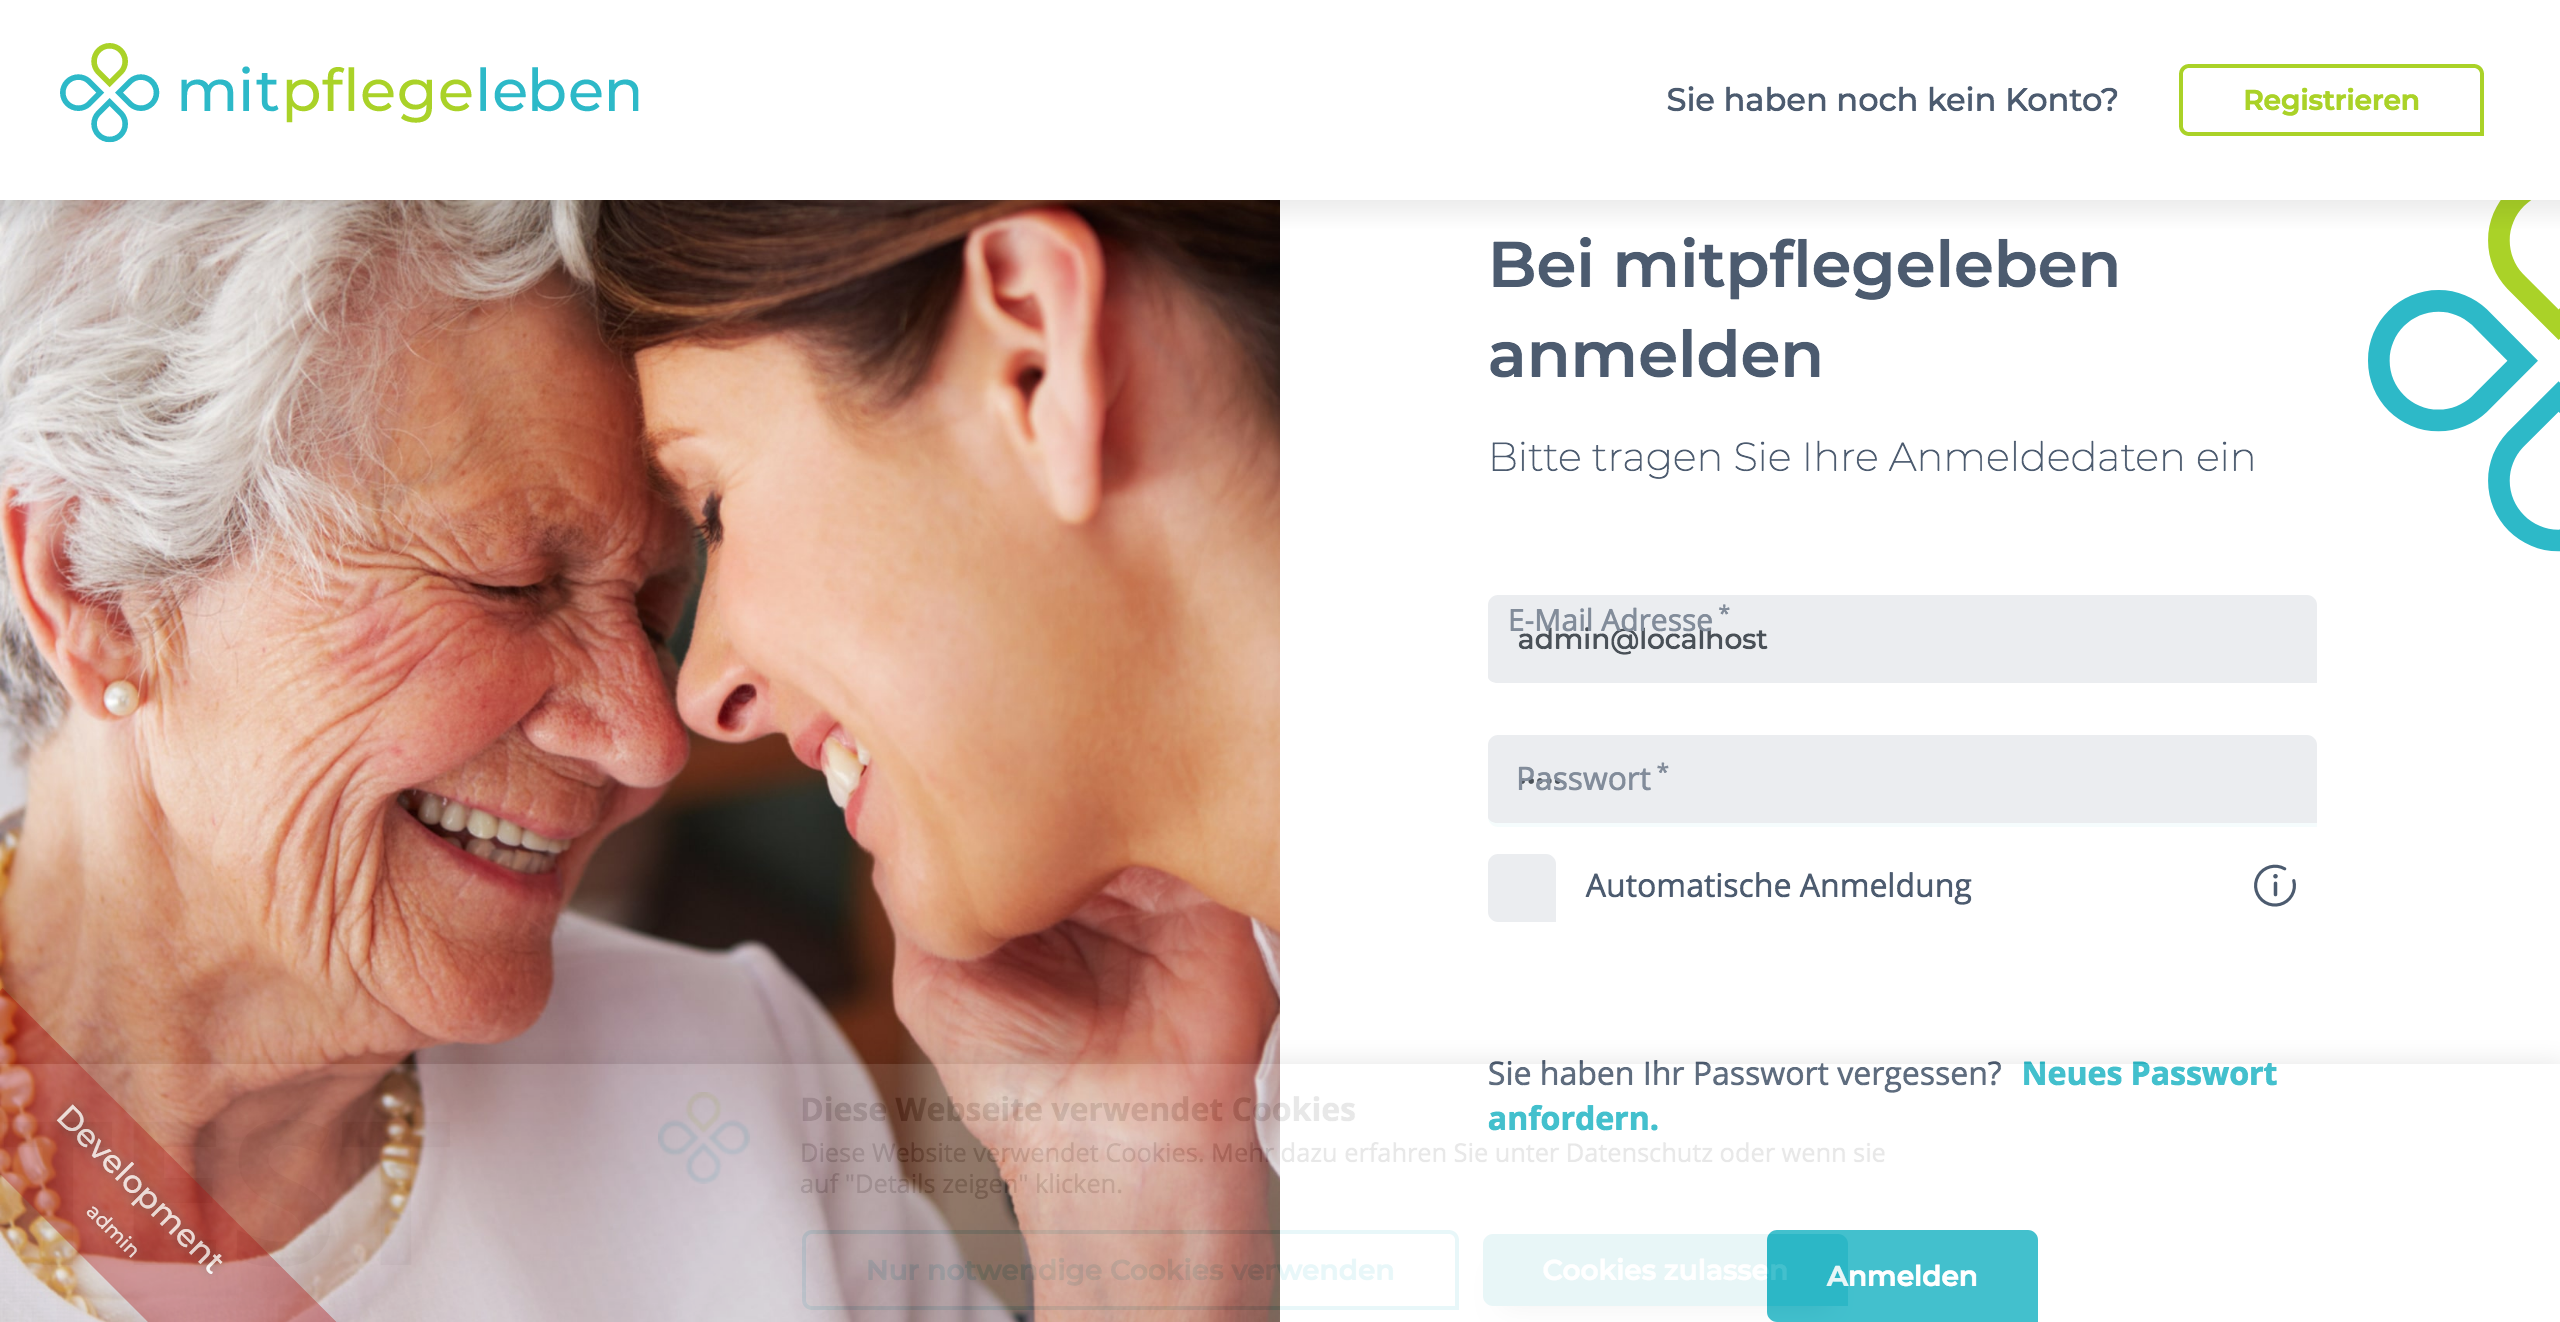 mitpflegeleben
Sie haben noch kein Konto?
Registrieren
Bei mitpflegeleben
anmelden
Bitte tragen Sie Ihre Anmeldedaten ein
E-Mail Adresse *
admin@localhost
Passwort *
Automatische Anmeldung
Sie haben Ihr Passwort vergessen? Neues Passwort
anfordern.
Diese Webseite verwendet Cookies
Diese Website verwendet Cookies. Mehr dazu erfahren Sie unter Datenschutz oder wenn sie
auf "Details zeigen" klicken.
Nur notwendige Cookies verwenden
Cookies zulassen
Anmelden
Development
admin